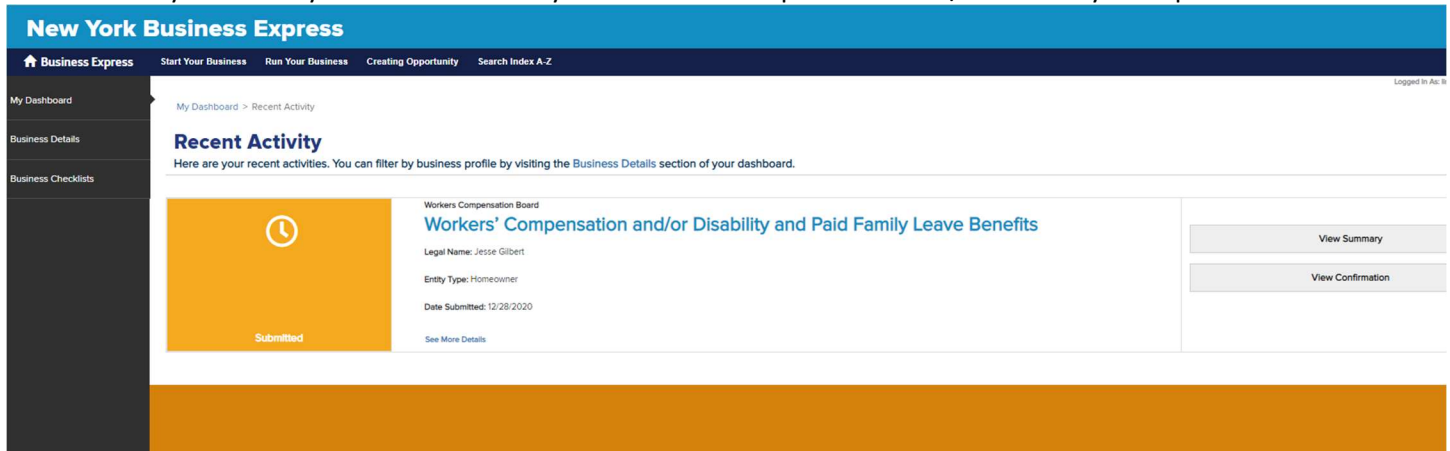 New York Business Express
Business Express Start Your Business Run Your Business Creating Opportunity Search Index A-Z
Logged In As:
My Dashboard
Business Details
Business Checklists
My Dashboard > Recent Activity
Recent Activity
Here are your recent activities. You can filter by business profile by visiting the Business Details section of your dashboard.
Submitted
Workers Compensation Board
Workers' Compensation and/or Disability and Paid Family Leave Benefits
Legal Name: Jesse Gilbert
Entity Type: Homeowner
Date Submitted: 12/28/2020
See More Details
View Summary
View Confirmation